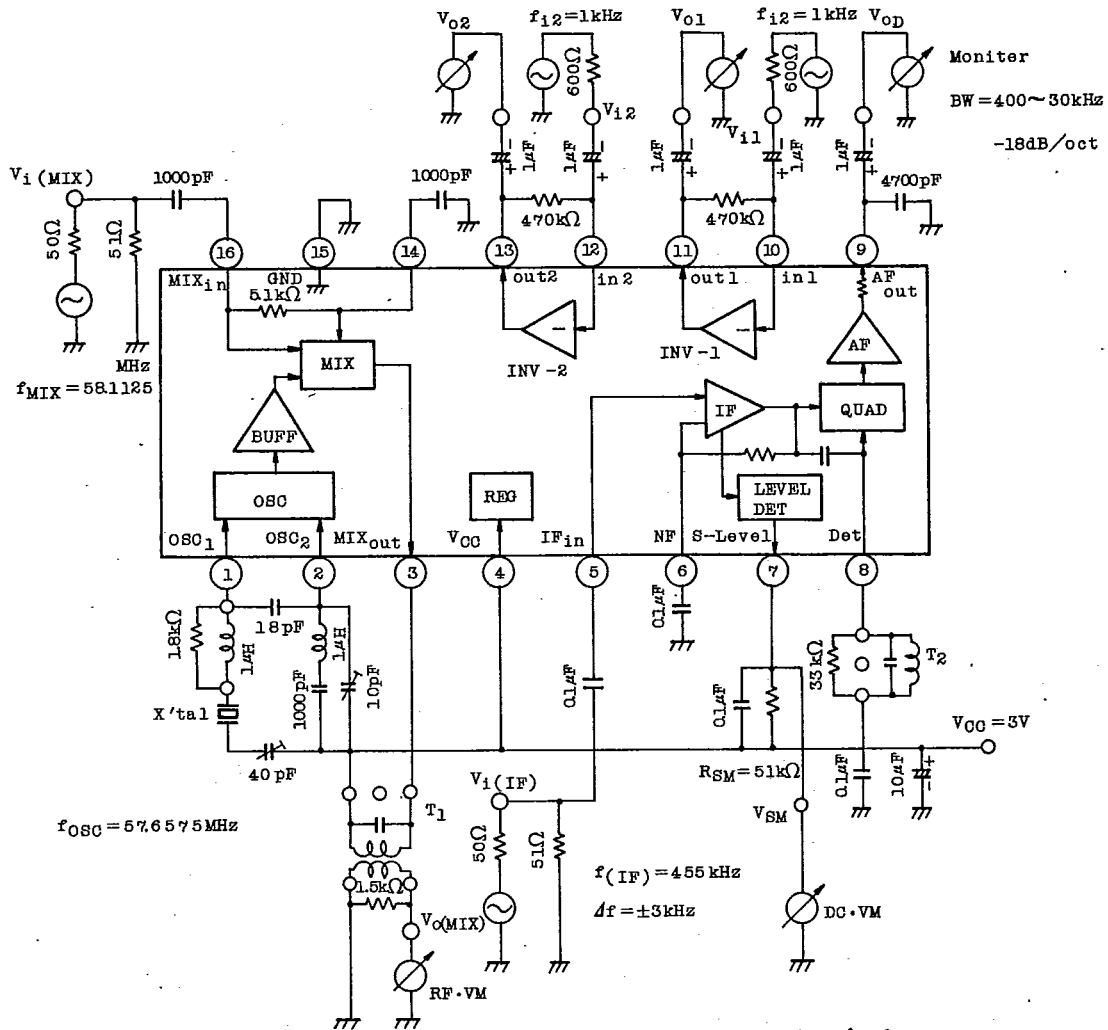 Vo2
fi2=1kHz
Vo1
fi2=1kHz
VoD
Moniter
BW=400~30kHz
-18dB/oct
600Ω
600Ω
Vi2
Vi1
1μF
1μF
1μF
1μF
1μF
Vi(MIX)
1000pF
1000pF
470kΩ
470kΩ
4700pF
50Ω
51Ω
16
15
14
13
12
11
10
9
MIXin
GND
out2
in2
out1
in1
AF out
5.1kΩ
MHz
fMIX=58.1125
MIX
INV-2
INV-1
AF
BUFF
IF
QUAD
OSC
REG
LEVEL
DET
OSC1
OSC2
MIXout
VCC
IFin
NF
S-Level
Det
1
2
3
4
5
6
7
8
1.8kΩ
1μH
18pF
1μH
1000pF
10pF
0.1μF
0.1μF
0.1μF
33kΩ
T2
X'tal
40pF
RSM=51kΩ
0.1μF
10μF
VCC=3V
fOSC=57.6575MHz
T1
Vi(IF)
50Ω
51Ω
VSM
f(IF)=455kHz
Δf=±3kHz
1.5kΩ
Vo(MIX)
RF·VM
DC·VM